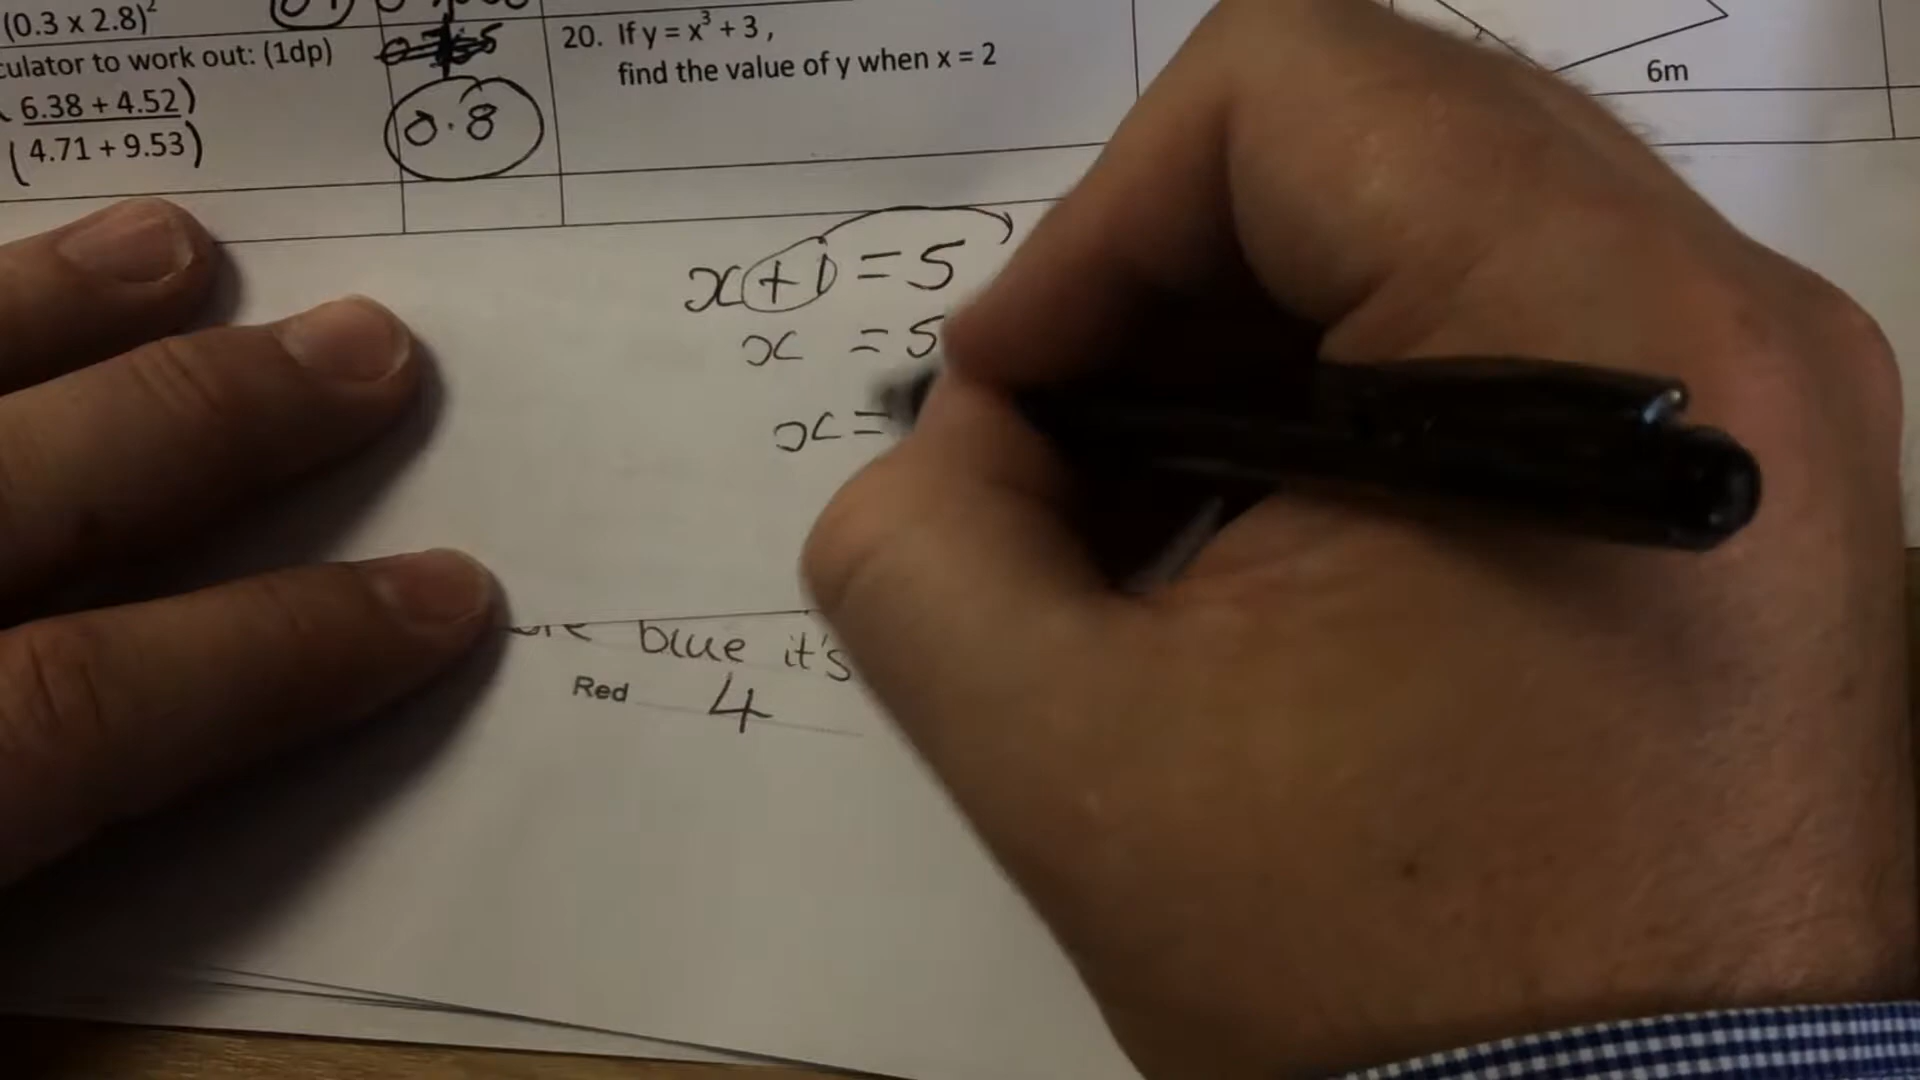 (0.3 x 2.8)²
culator to work out: (1dp)
6.38 + 4.52
4.71 + 9.53
0.8
20. If y = x³ + 3 ,
find the value of y when x = 2
6m
x + 1 = 5
x = 5
x =
blue it's
Red 4